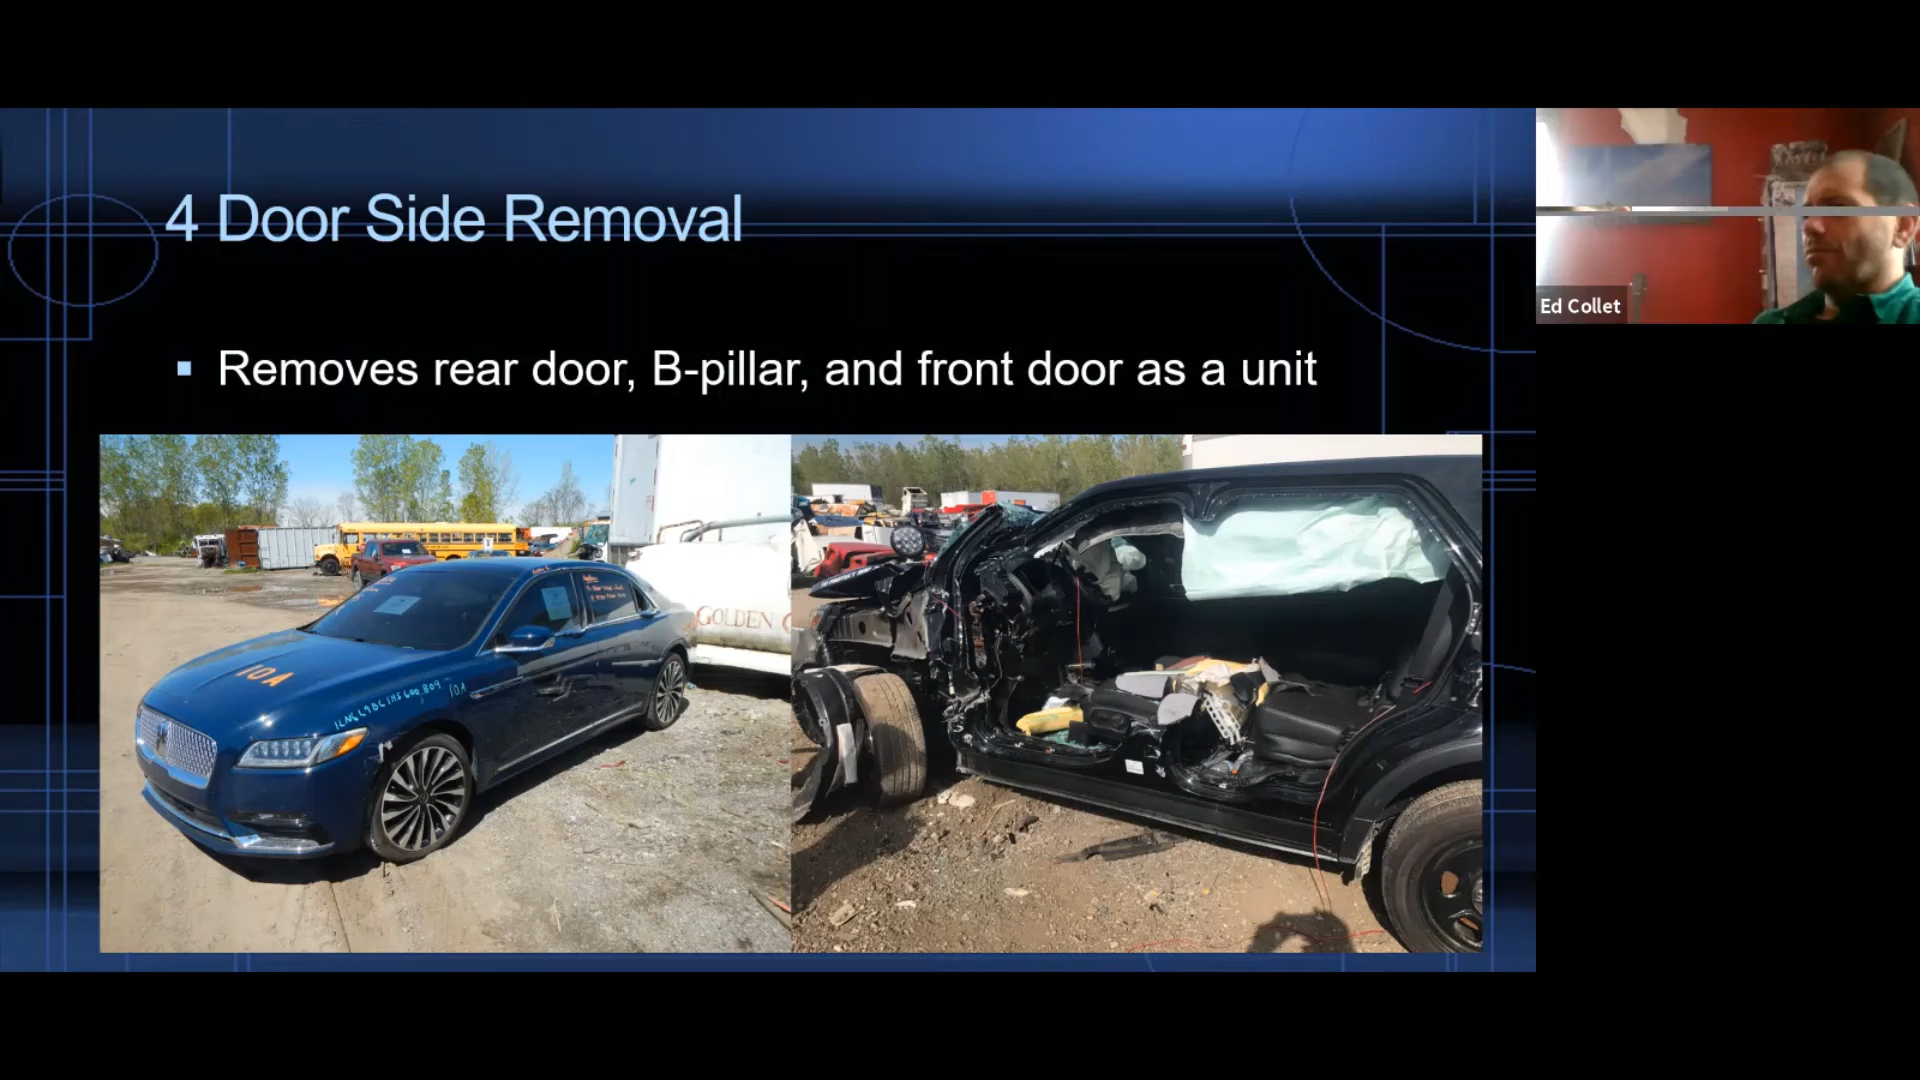 4 Door Side Removal
Removes rear door, B-pillar, and front door as a unit
Ed Collet
GOLDEN
10A
10A